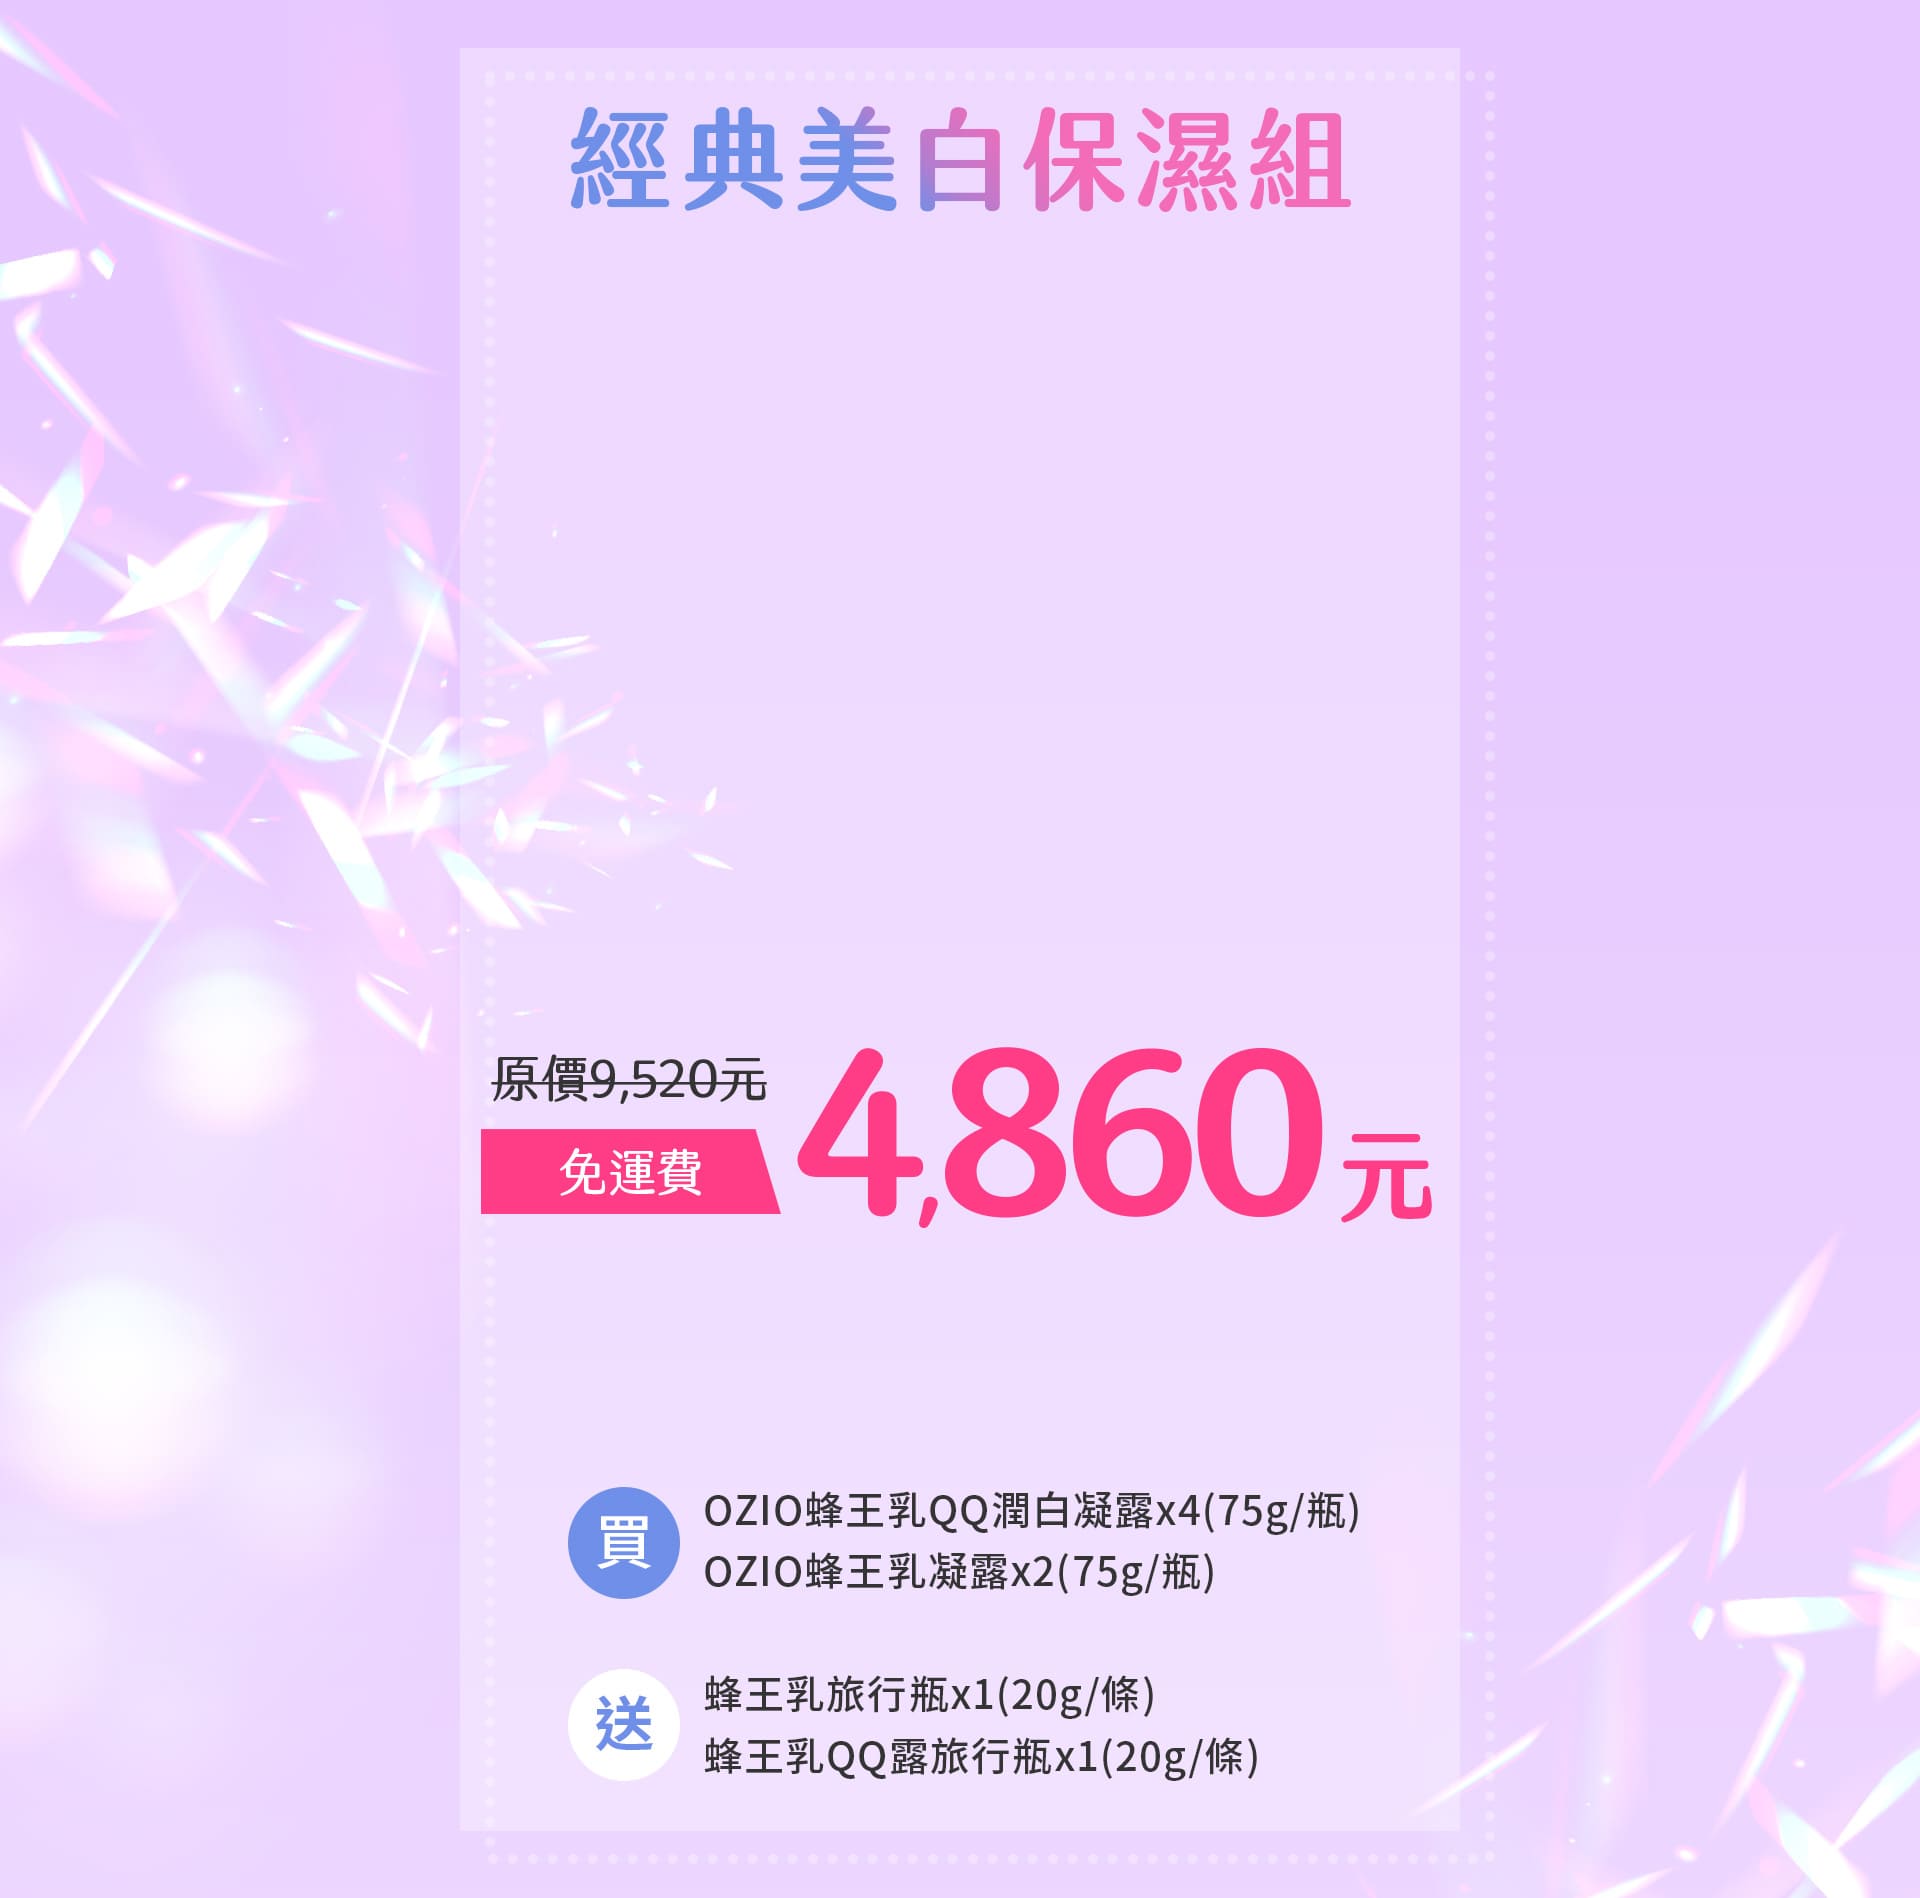 經典美白保濕組
原價9,520元
免運費
4,860元
買
OZIO蜂王乳QQ潤白凝露x4(75g/瓶)
OZIO蜂王乳凝露x2(75g/瓶)
送
蜂王乳旅行瓶x1(20g/條)
蜂王乳QQ露旅行瓶x1(20g/條)